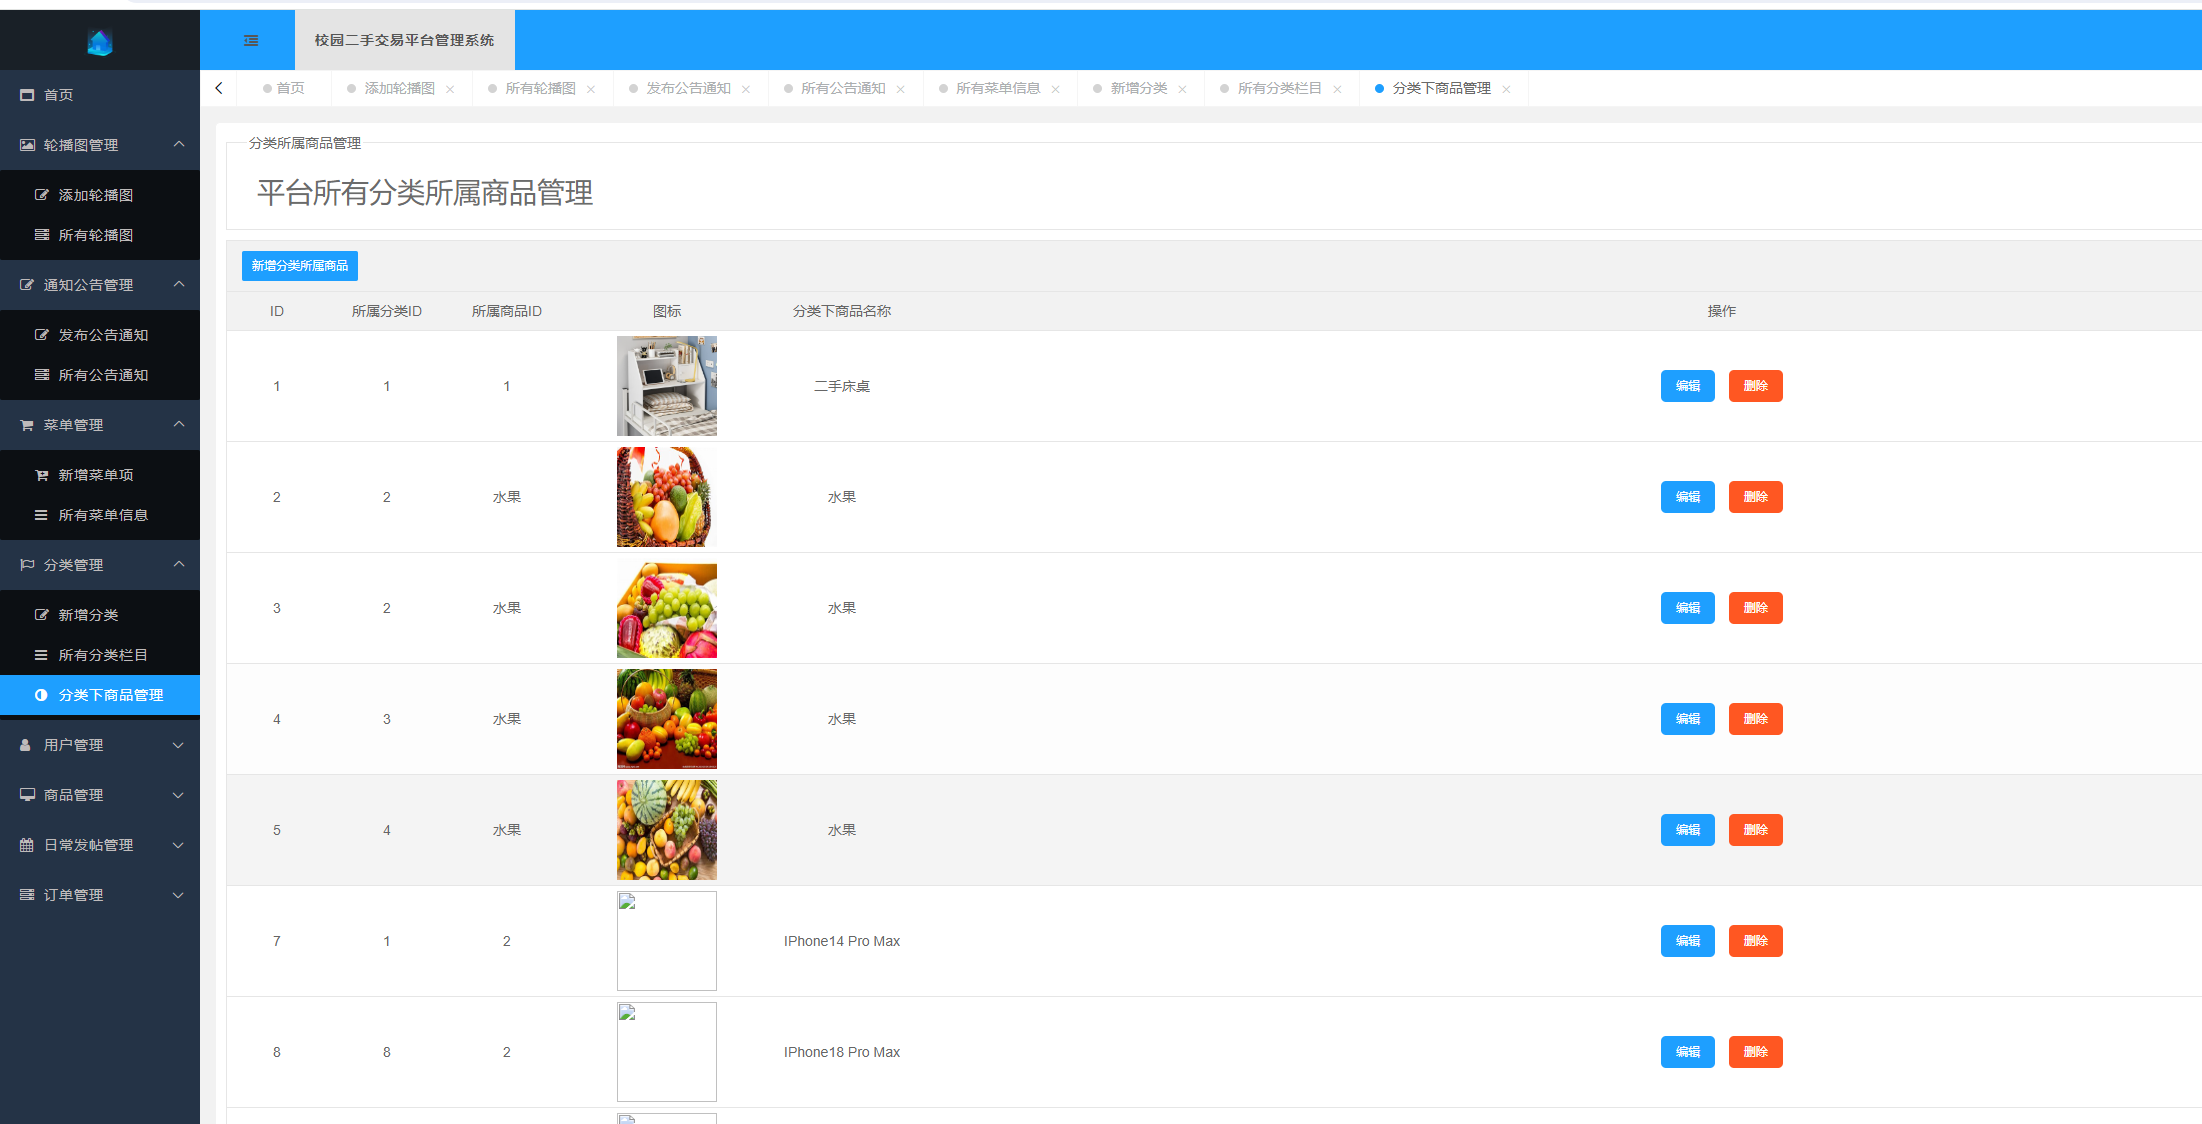 校园二手交易平台管理系统
首页
添加轮播图
所有轮播图
发布公告通知
所有公告通知
所有菜单信息
新增分类
所有分类栏目
分类下商品管理
首页
轮播图管理
添加轮播图
所有轮播图
通知公告管理
发布公告通知
所有公告通知
菜单管理
新增菜单项
所有菜单信息
分类管理
新增分类
所有分类栏目
分类下商品管理
用户管理
商品管理
日常发帖管理
订单管理
分类所属商品管理
平台所有分类所属商品管理
新增分类所属商品
ID 所属分类ID 所属商品ID 图标 分类下商品名称 操作
1 1 1 二手床桌 编辑 删除
2 2 水果 水果 编辑 删除
3 2 水果 水果 编辑 删除
4 3 水果 水果 编辑 删除
5 4 水果 水果 编辑 删除
7 1 2 IPhone14 Pro Max 编辑 删除
8 8 2 IPhone18 Pro Max 编辑 删除